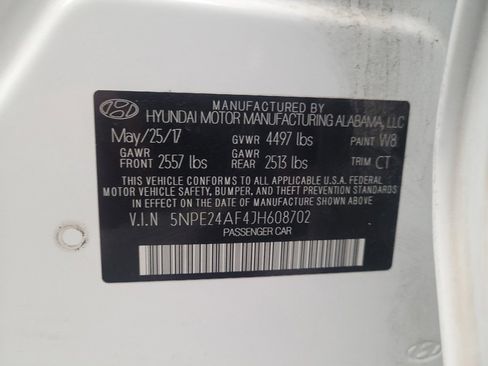 MANUFACTURED BY
HYUNDAI MOTOR MANUFACTURING ALABAMA, LLC
May/25/17 GVWR 4497 lbs PAINT W8
GAWR FRONT 2557 lbs GAWR REAR 2513 lbs TRIM CT
THIS VEHICLE CONFORMS TO ALL APPLICABLE U.S.A. FEDERAL
MOTOR VEHICLE SAFETY, BUMPER, AND THEFT PREVENTION STANDARDS
IN EFFECT ON THE DATE OF MANUFACTURE SHOWN ABOVE.
V.I.N 5NPE24AF4JH608702
PASSENGER CAR